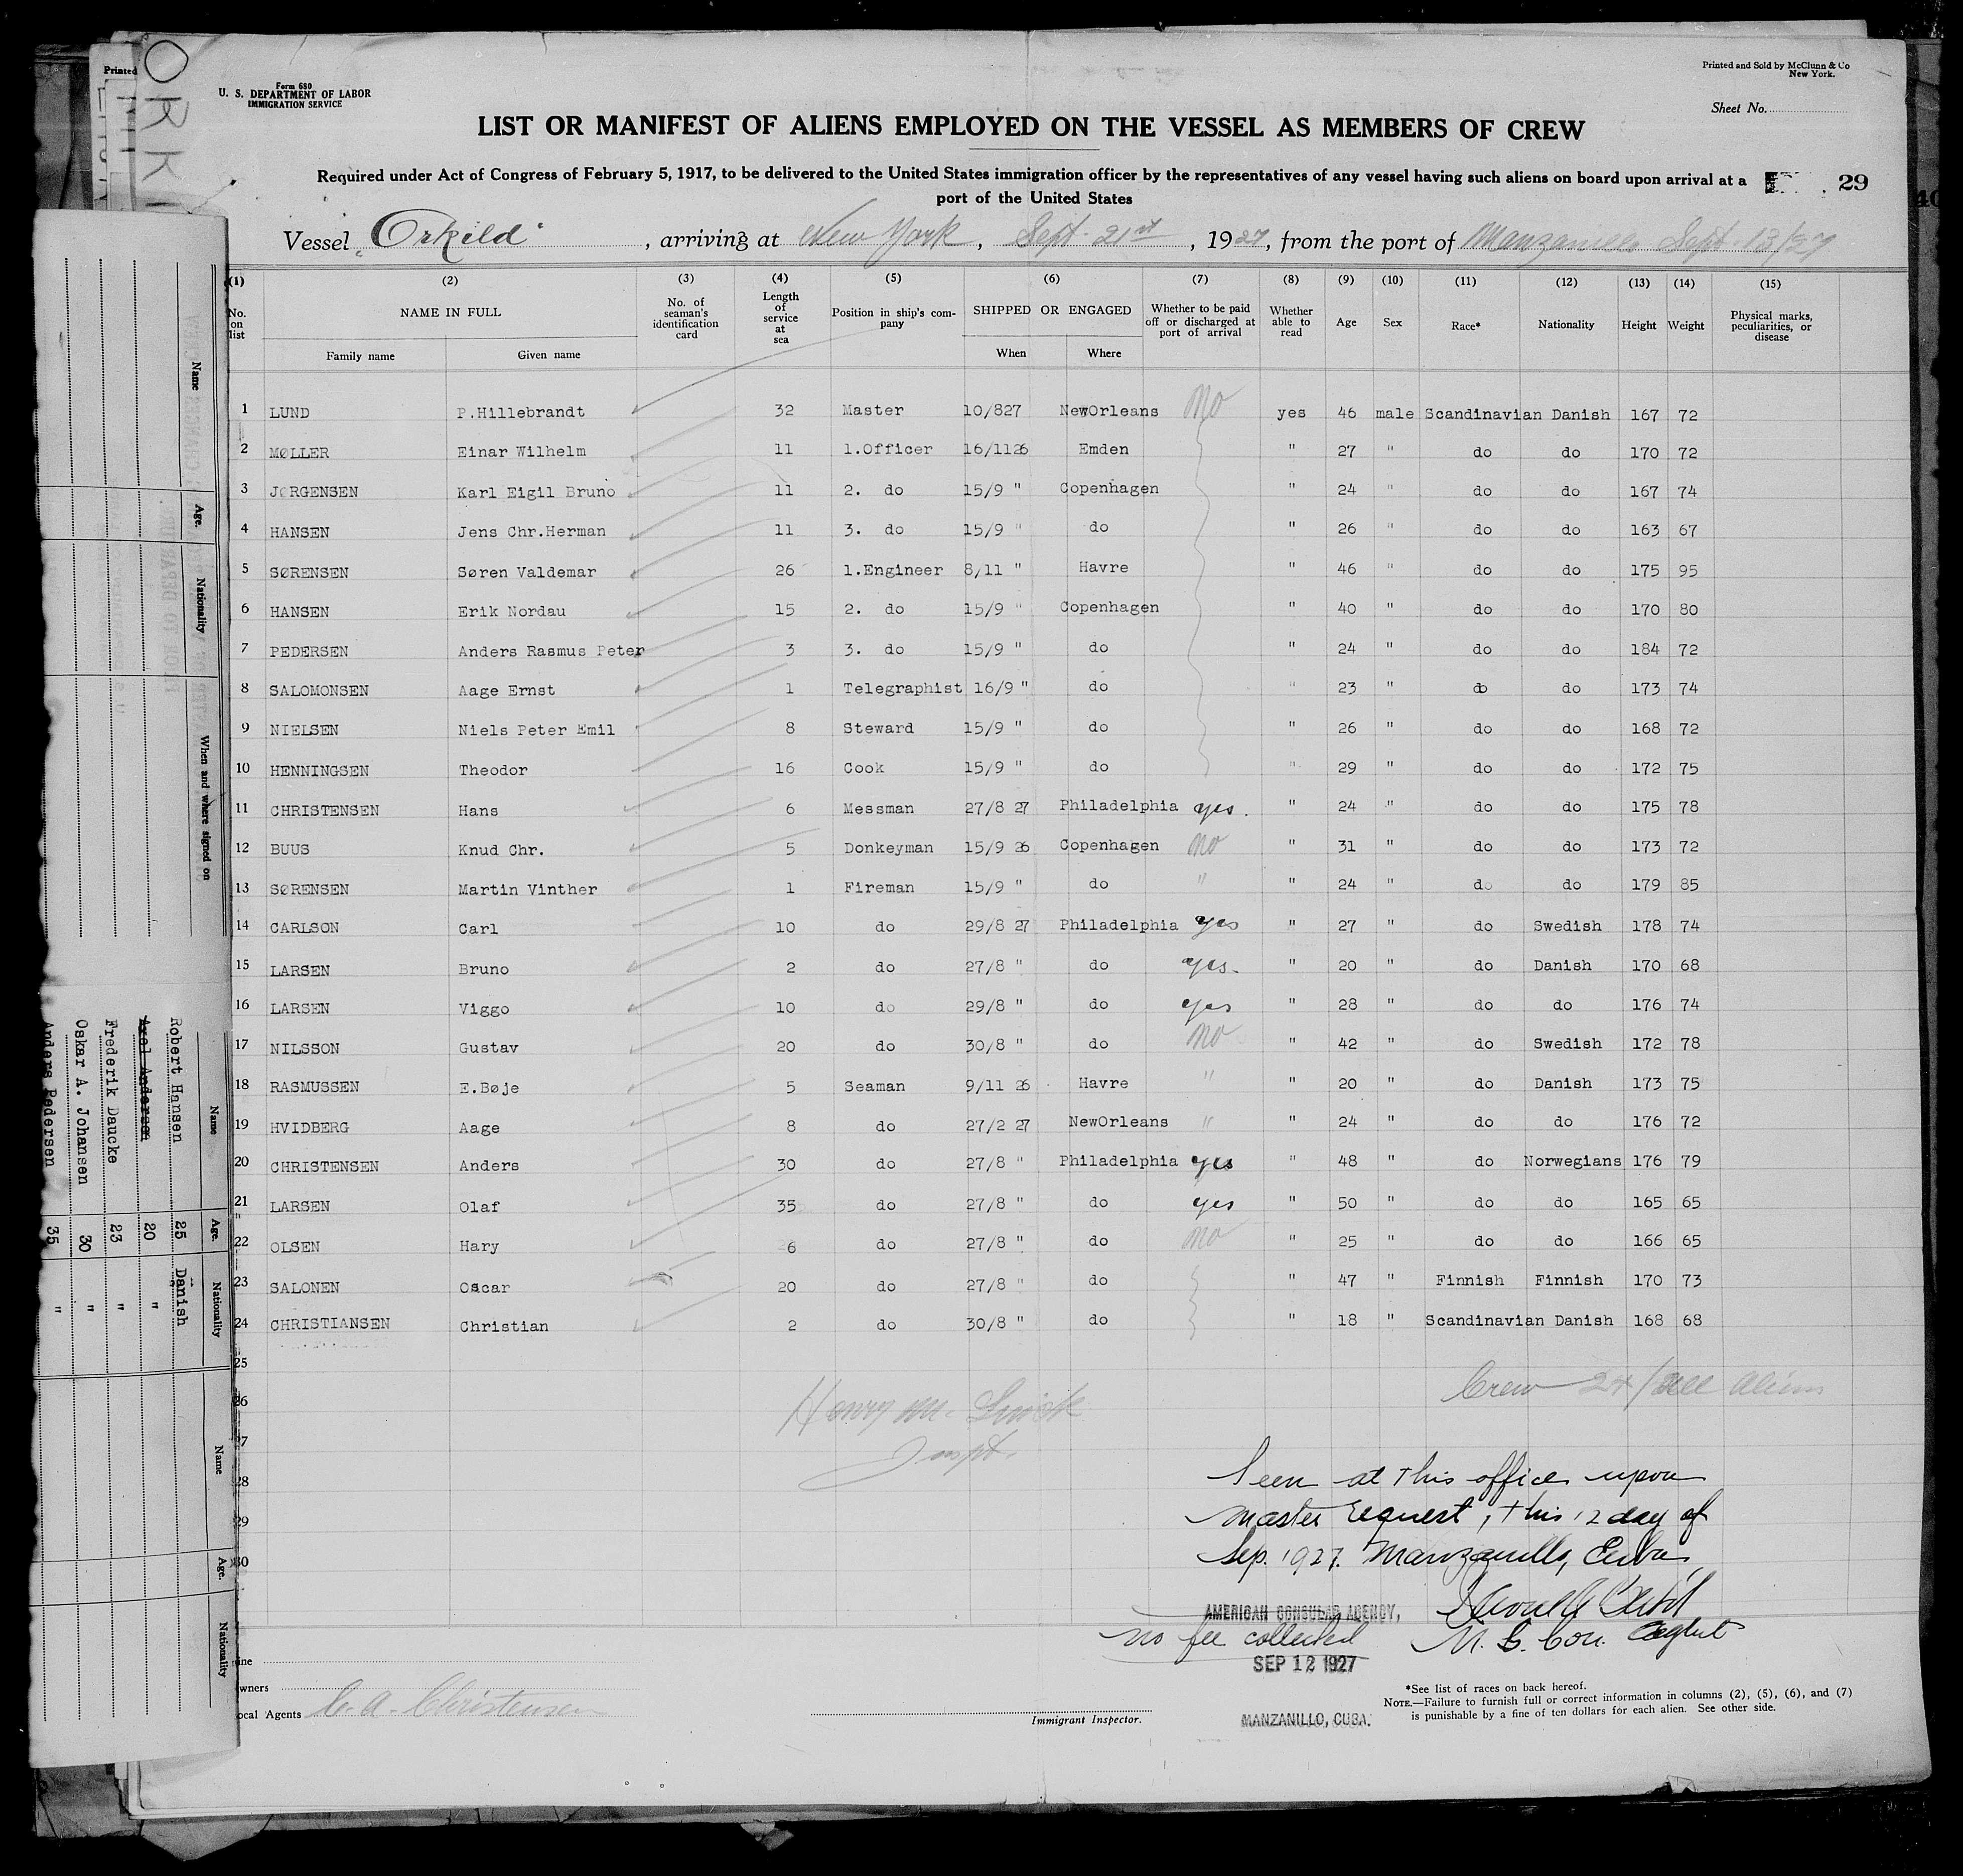 Form 680
U. S. DEPARTMENT OF LABOR
IMMIGRATION SERVICE
Printed and Sold by McClunn & Co
New York.
Sheet No.
LIST OR MANIFEST OF ALIENS EMPLOYED ON THE VESSEL AS MEMBERS OF CREW
Required under Act of Congress of February 5, 1917, to be delivered to the United States immigration officer by the representatives of any vessel having such aliens on board upon arrival at a
port of the United States
29
Vessel Orkild, arriving at New York, Sept. 21st, 1927, from the port of Manzanillo Sept. 13/27
(1) (2) (3) (4) (5) (6) (7) (8) (9) (10) (11) (12) (13) (14) (15)
No. on list NAME IN FULL Family name Given name No. of seaman's identification card Length of service at sea Position in ship's company SHIPPED OR ENGAGED When Where Whether to be paid off or discharged at port of arrival Whether able to read Age Sex Race* Nationality Height Weight Physical marks, peculiarities, or disease
1 LUND P.Hillebrandt 32 Master 10/827 NewOrleans No yes 46 male Scandinavian Danish 167 72
2 MØLLER Einar Wilhelm 11 1.Officer 16/1126 Emden " 27 " do do 170 72
3 JØRGENSEN Karl Eigil Bruno 11 2. do 15/9 " Copenhagen " 24 " do do 167 74
4 HANSEN Jens Chr.Herman 11 3. do 15/9 " do " 26 " do do 163 67
5 SØRENSEN Søren Valdemar 26 1.Engineer 8/11 " Havre " 46 " do do 175 95
6 HANSEN Erik Nordau 15 2. do 15/9 " Copenhagen " 40 " do do 170 80
7 PEDERSEN Anders Rasmus Peter 3 3. do 15/9 " do " 24 " do do 184 72
8 SALOMONSEN Aage Ernst 1 Telegraphist 16/9 " do " 23 " do do 173 74
9 NIELSEN Niels Peter Emil 8 Steward 15/9 " do " 26 " do do 168 72
10 HENNINGSEN Theodor 16 Cook 15/9 " do " 29 " do do 172 75
11 CHRISTENSEN Hans 6 Messman 27/8 27 Philadelphia yes. " 24 " do do 175 78
12 BUUS Knud Chr. 5 Donkeyman 15/9 26 Copenhagen No " 31 " do do 173 72
13 SØRENSEN Martin Vinther 1 Fireman 15/9 " do " " 24 " do do 179 85
14 CARLSON Carl 10 do 29/8 27 Philadelphia yes " 27 " do Swedish 178 74
15 LARSEN Bruno 2 do 27/8 " do yes. " 20 " do Danish 170 68
16 LARSEN Viggo 10 do 29/8 " do yes " 28 " do do 176 74
17 NILSSON Gustav 20 do 30/8 " do No " 42 " do Swedish 172 78
18 RASMUSSEN E.Bøje 5 Seaman 9/11 26 Havre " " 20 " do Danish 173 75
19 HVIDBERG Aage 8 do 27/2 27 NewOrleans " " 24 " do do 176 72
20 CHRISTENSEN Anders 30 do 27/8 " Philadelphia yes " 48 " do Norwegians 176 79
21 LARSEN Olaf 35 do 27/8 " do yes " 50 " do do 165 65
22 OLSEN Hary 6 do 27/8 " do No " 25 " do do 166 65
23 SALONEN Oscar 20 do 27/8 " do " 47 " Finnish Finnish 170 73
24 CHRISTIANSEN Christian 2 do 30/8 " do " 18 " Scandinavian Danish 168 68
25
26
27
28
29
30
Crew 24/all aliens
Henry M.
Inspt.
Seen at this office upon
master request, this 12 day of
Sep. 1927. Manzanillo, Cuba
AMERICAN CONSULAR AGENCY,
no fee collected
SEP 12 1927
MANZANILLO, CUBA.
U. S. Con. Agent
Line
Owners
Local Agents C. A. Christensen
Immigrant Inspector.
*See list of races on back hereof.
NOTE.—Failure to furnish full or correct information in columns (2), (5), (6), and (7)
is punishable by a fine of ten dollars for each alien. See other side.
Printed
ORK
Name Age. Nationality When and where signed on
Name Age. Nationality
Robert Hansen 25 Danish
Axel Andersen 20 "
Frederik Daucke 23 "
Oskar A. Johansen 30 "
Anders Pedersen 35 "
Name Age. Nationality